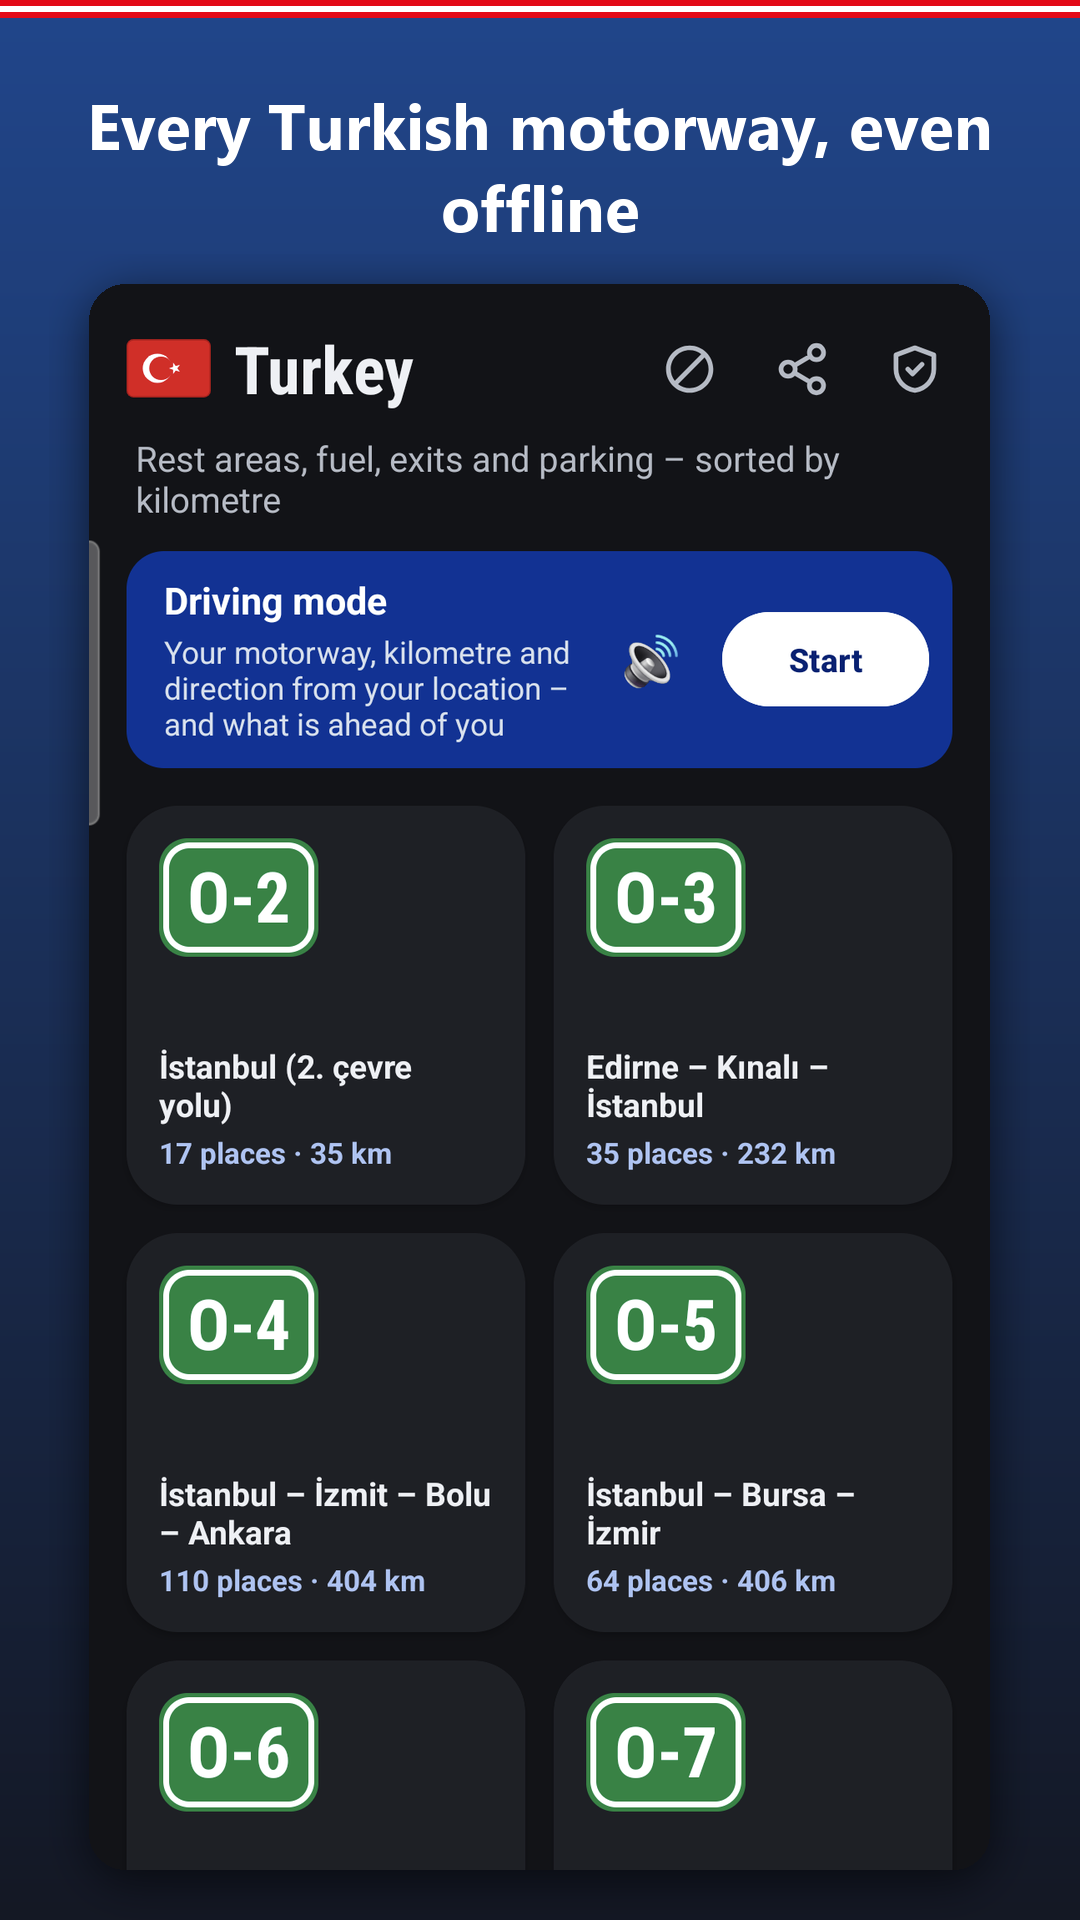 Every Turkish motorway, even
offline
Turkey
Rest areas, fuel, exits and parking – sorted by
kilometre
Driving mode
Your motorway, kilometre and
direction from your location –
and what is ahead of you
Start
O-2
İstanbul (2. çevre
yolu)
17 places · 35 km
O-3
Edirne – Kınalı –
İstanbul
35 places · 232 km
O-4
İstanbul – İzmit – Bolu
– Ankara
110 places · 404 km
O-5
İstanbul – Bursa –
İzmir
64 places · 406 km
O-6
O-7